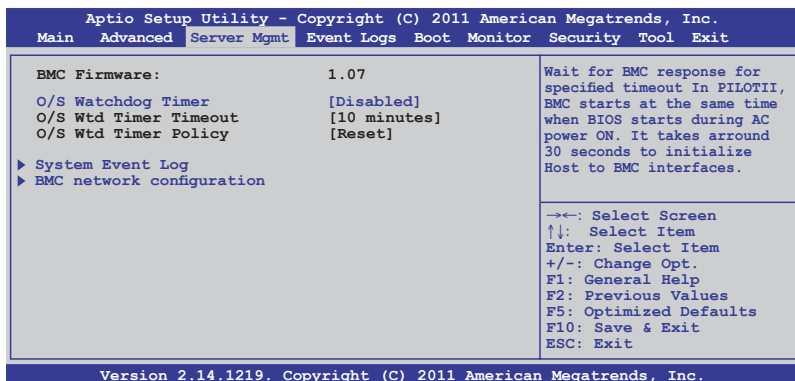 Aptio Setup Utility - Copyright (C) 2011 American Megatrends, Inc.
Main Advanced Server Mgmt Event Logs Boot Monitor Security Tool Exit
BMC Firmware: 1.07
O/S Watchdog Timer [Disabled]
O/S Wtd Timer Timeout [10 minutes]
O/S Wtd Timer Policy [Reset]
System Event Log
BMC network configuration
Wait for BMC response for
specified timeout In PILOTII,
BMC starts at the same time
when BIOS starts during AC
power ON. It takes arround
30 seconds to initialize
Host to BMC interfaces.
→←: Select Screen
↑↓: Select Item
Enter: Select Item
+/-: Change Opt.
F1: General Help
F2: Previous Values
F5: Optimized Defaults
F10: Save & Exit
ESC: Exit
Version 2.14.1219. Copyright (C) 2011 American Megatrends, Inc.